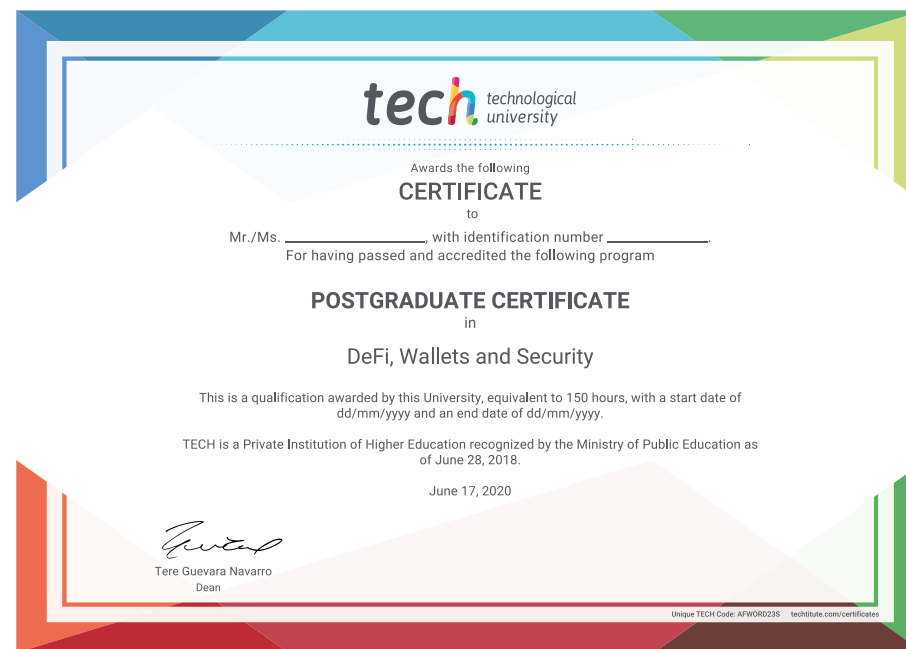 tech technological
university
Awards the following
CERTIFICATE
to
Mr./Ms. ____________________, with identification number ______________.
For having passed and accredited the following program
POSTGRADUATE CERTIFICATE
in
DeFi, Wallets and Security
This is a qualification awarded by this University, equivalent to 150 hours, with a start date of
dd/mm/yyyy and an end date of dd/mm/yyyy.
TECH is a Private Institution of Higher Education recognized by the Ministry of Public Education as
of June 28, 2018.
June 17, 2020
Tere Guevara Navarro
Dean
Unique TECH Code: AFWORD23S techtitute.com/certificates